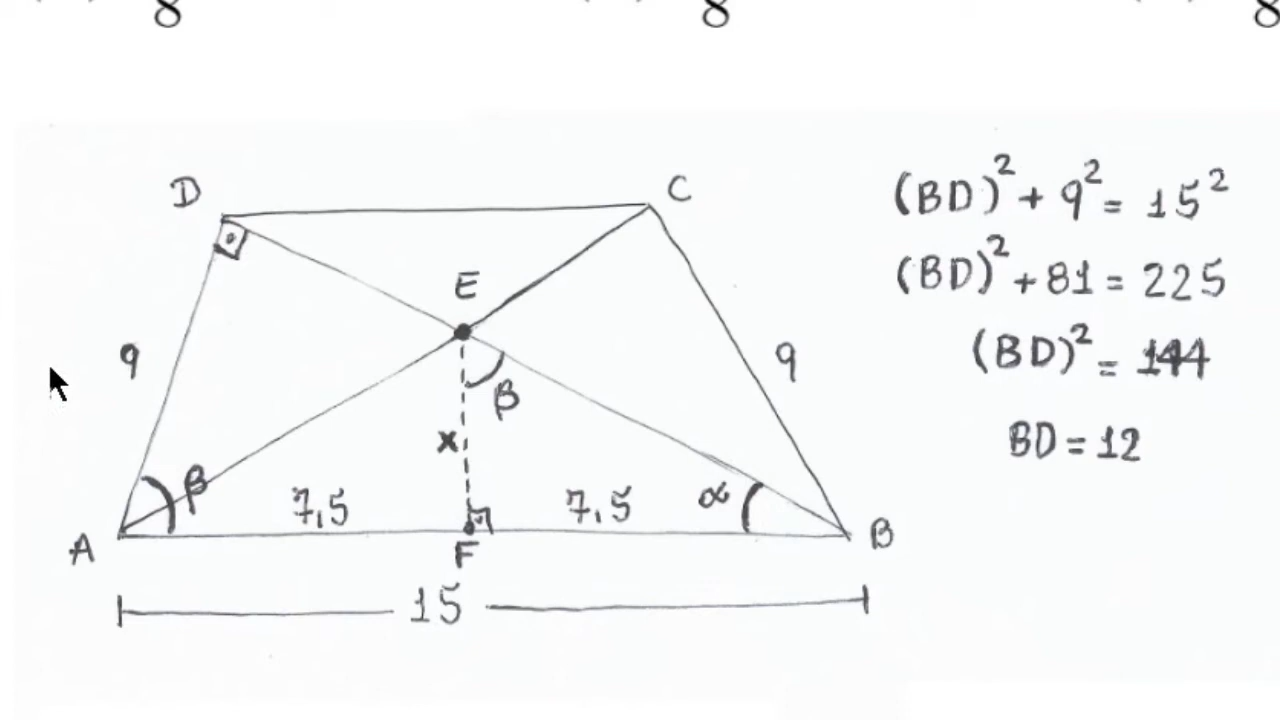 8 8 8
D C
(BD)² + 9² = 15²
E
(BD)² + 81 = 225
9 β 9
(BD)² = 144
x
BD = 12
β 7,5 7,5 α
A F B
15